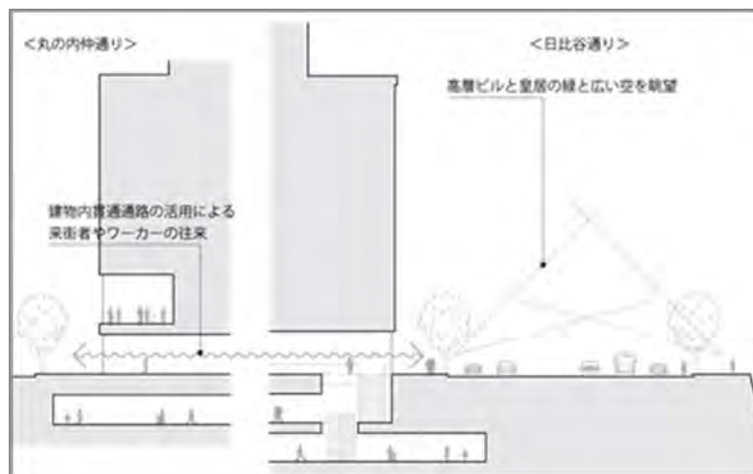 <丸の内仲通り>
<日比谷通り>
高層ビルと皇居の緑と広い空を眺望
建物内貫通通路の活用による
来街者やワーカーの往来